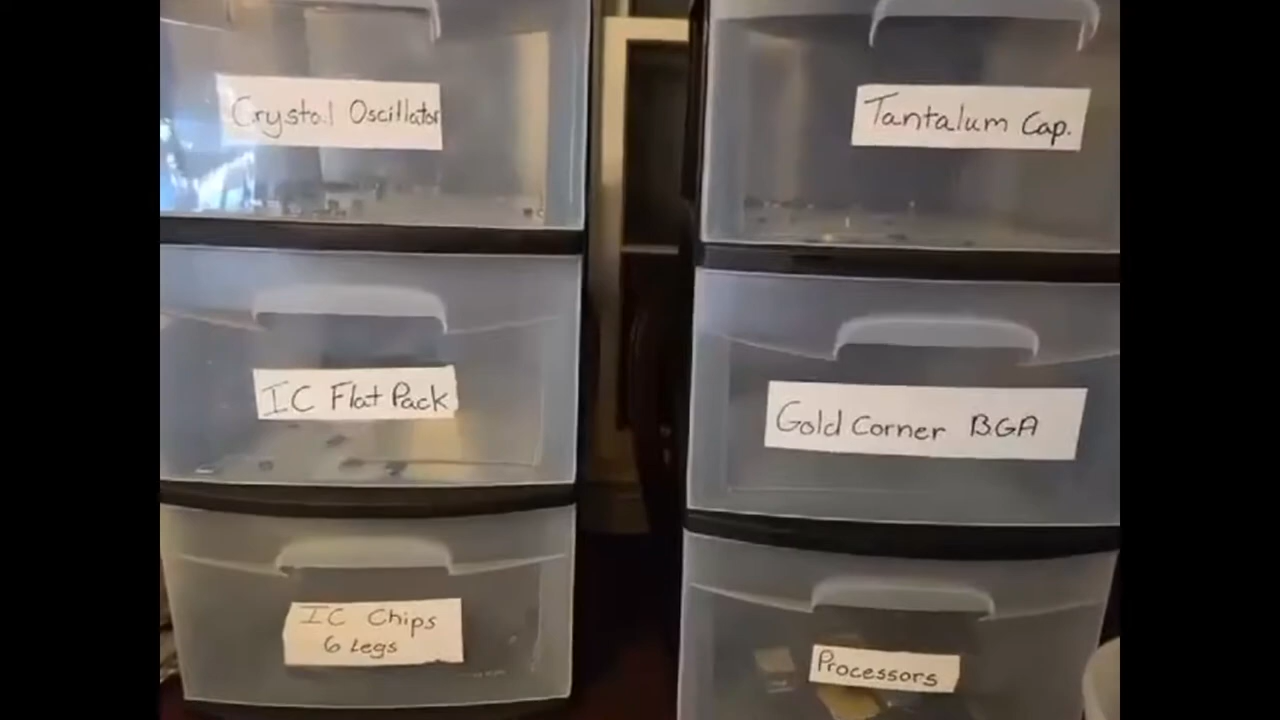 Crystal Oscillator
Tantalum Cap.
IC Flat Pack
Gold Corner BGA
IC Chips
6 Legs
Processors